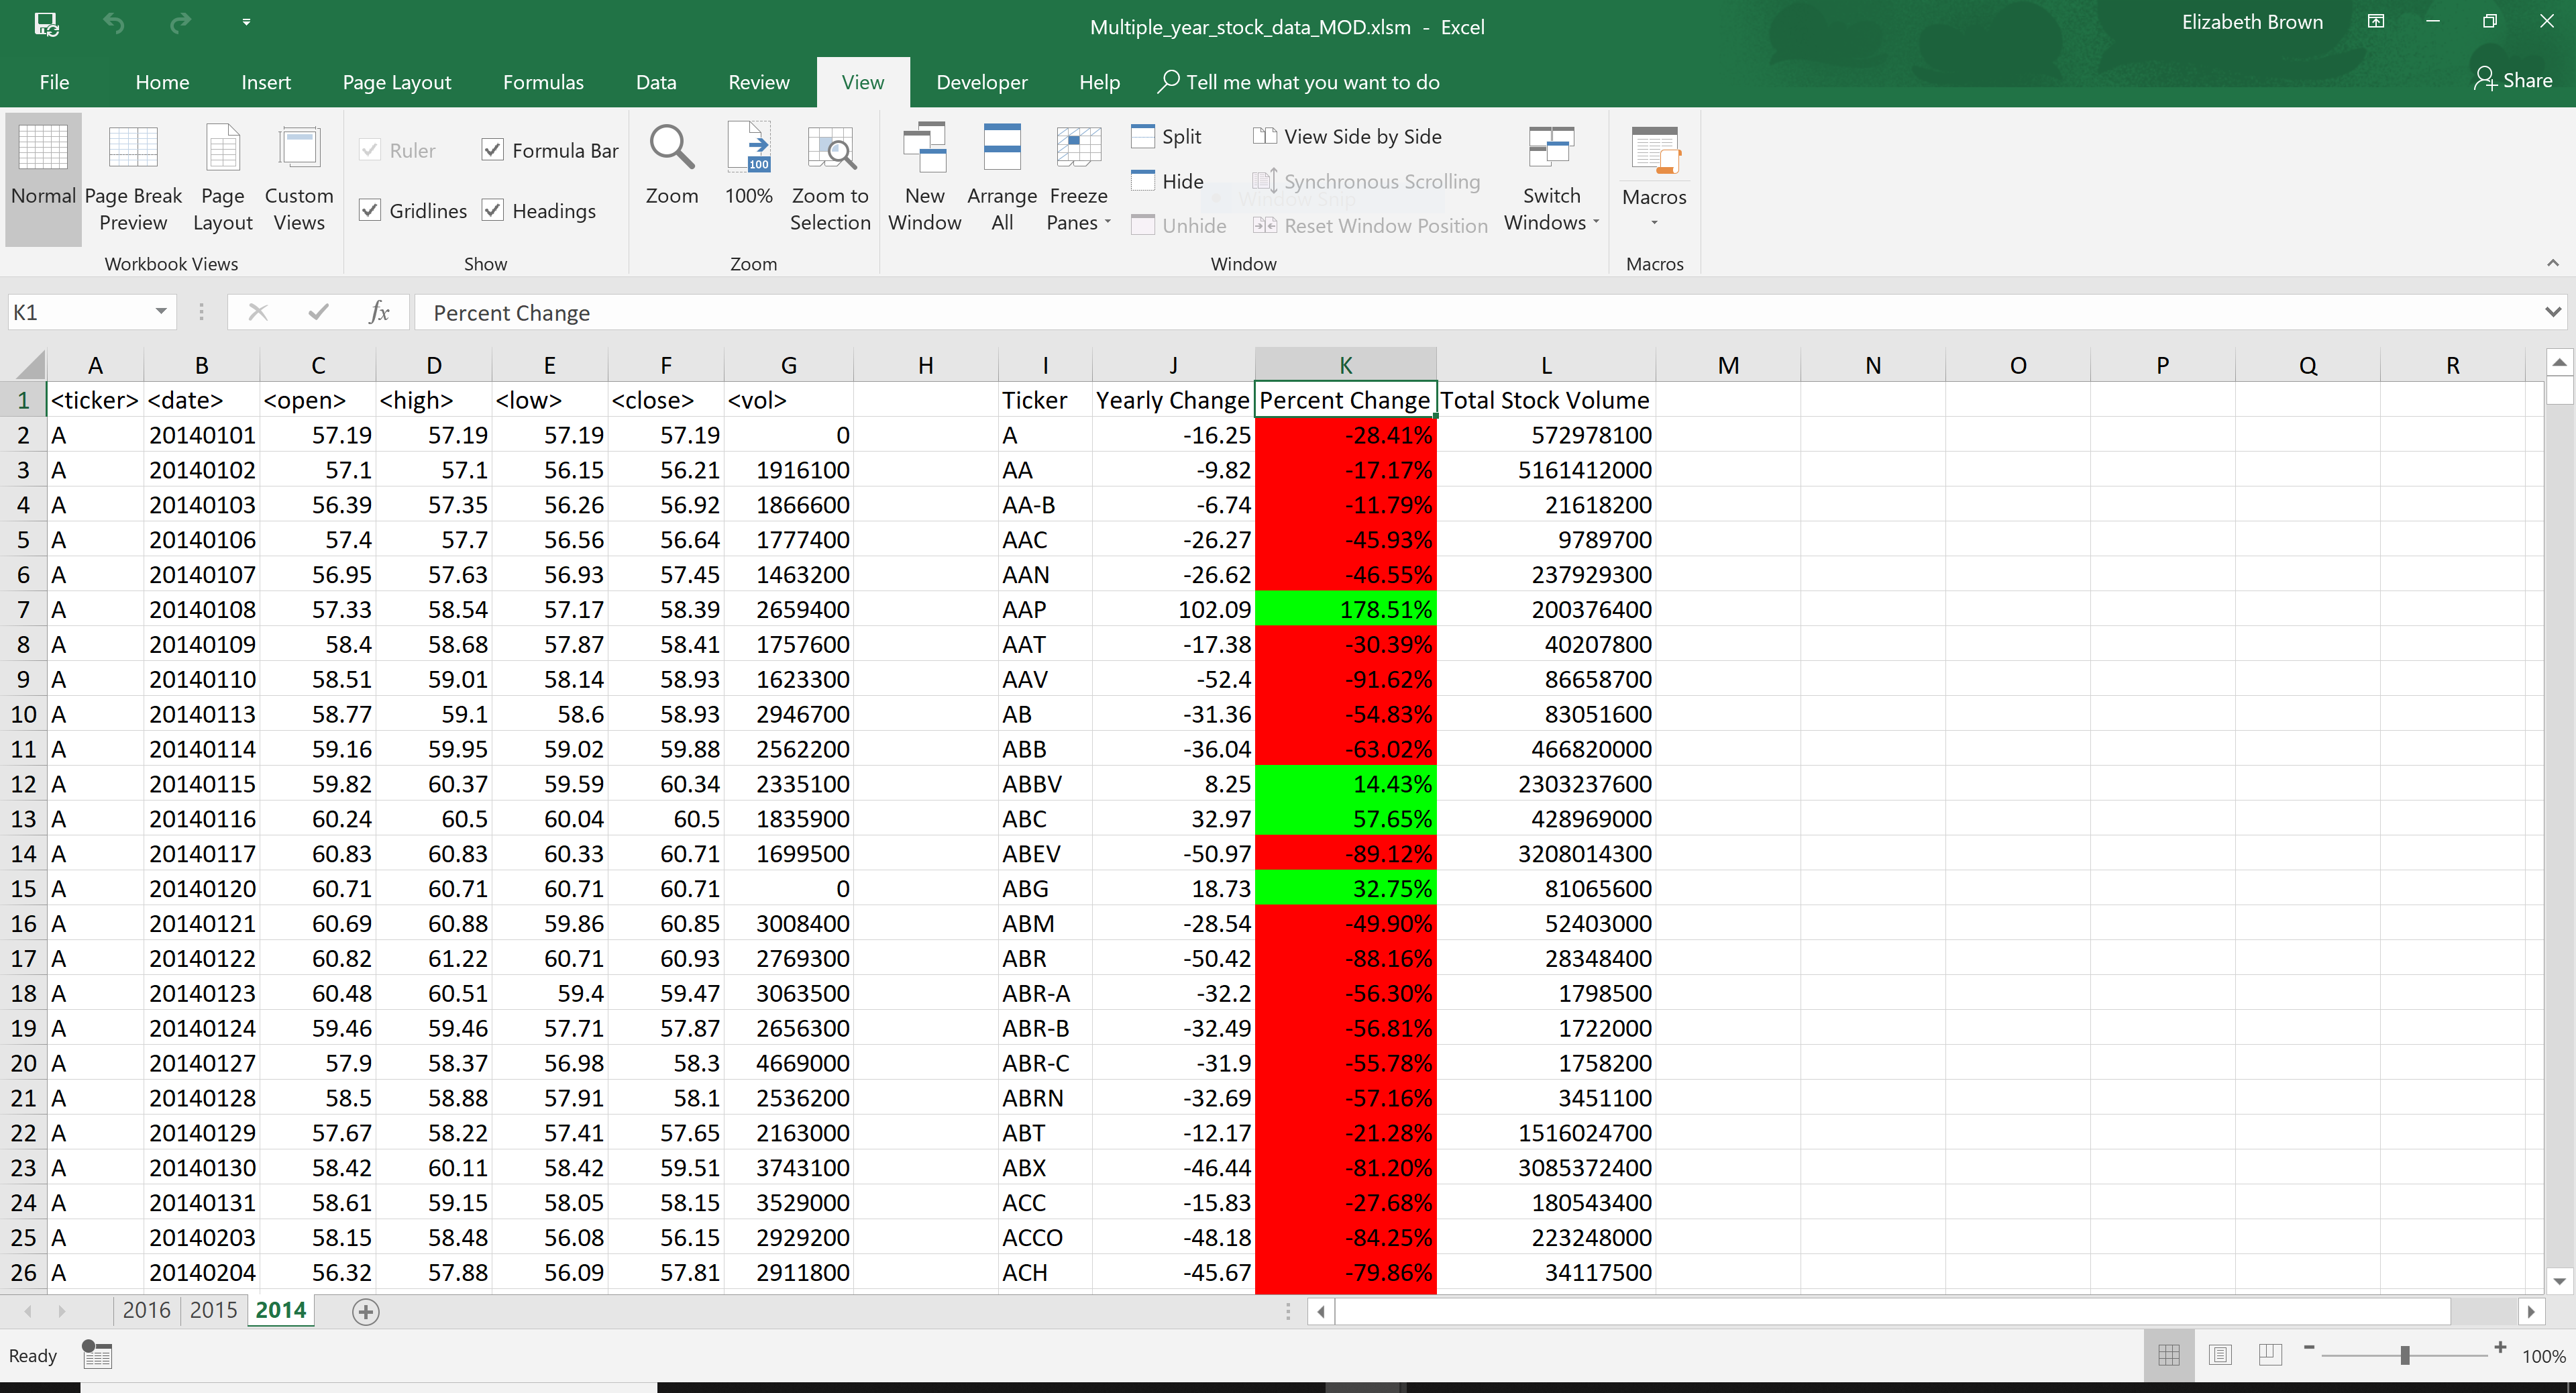 Multiple_year_stock_data_MOD.xlsm - Excel
Elizabeth Brown
File Home Insert Page Layout Formulas Data Review View Developer Help Tell me what you want to do Share
Normal Page Break Preview Page Layout Custom Views
Workbook Views
Ruler Formula Bar
Gridlines Headings
Show
Zoom 100% Zoom to Selection
100
Zoom
New Window Arrange All Freeze Panes
Split View Side by Side
Hide Synchronous Scrolling
Window Snip
Unhide Reset Window Position
Switch Windows
Window
Macros
Macros
K1 fx Percent Change
A B C D E F G H I J K L M N O P Q R
1 <ticker> <date> <open> <high> <low> <close> <vol> Ticker Yearly Change Percent Change Total Stock Volume
2 A 20140101 57.19 57.19 57.19 57.19 0 A -16.25 -28.41% 572978100
3 A 20140102 57.1 57.1 56.15 56.21 1916100 AA -9.82 -17.17% 5161412000
4 A 20140103 56.39 57.35 56.26 56.92 1866600 AA-B -6.74 -11.79% 21618200
5 A 20140106 57.4 57.7 56.56 56.64 1777400 AAC -26.27 -45.93% 9789700
6 A 20140107 56.95 57.63 56.93 57.45 1463200 AAN -26.62 -46.55% 237929300
7 A 20140108 57.33 58.54 57.17 58.39 2659400 AAP 102.09 178.51% 200376400
8 A 20140109 58.4 58.68 57.87 58.41 1757600 AAT -17.38 -30.39% 40207800
9 A 20140110 58.51 59.01 58.14 58.93 1623300 AAV -52.4 -91.62% 86658700
10 A 20140113 58.77 59.1 58.6 58.93 2946700 AB -31.36 -54.83% 83051600
11 A 20140114 59.16 59.95 59.02 59.88 2562200 ABB -36.04 -63.02% 466820000
12 A 20140115 59.82 60.37 59.59 60.34 2335100 ABBV 8.25 14.43% 2303237600
13 A 20140116 60.24 60.5 60.04 60.5 1835900 ABC 32.97 57.65% 428969000
14 A 20140117 60.83 60.83 60.33 60.71 1699500 ABEV -50.97 -89.12% 3208014300
15 A 20140120 60.71 60.71 60.71 60.71 0 ABG 18.73 32.75% 81065600
16 A 20140121 60.69 60.88 59.86 60.85 3008400 ABM -28.54 -49.90% 52403000
17 A 20140122 60.82 61.22 60.71 60.93 2769300 ABR -50.42 -88.16% 28348400
18 A 20140123 60.48 60.51 59.4 59.47 3063500 ABR-A -32.2 -56.30% 1798500
19 A 20140124 59.46 59.46 57.71 57.87 2656300 ABR-B -32.49 -56.81% 1722000
20 A 20140127 57.9 58.37 56.98 58.3 4669000 ABR-C -31.9 -55.78% 1758200
21 A 20140128 58.5 58.88 57.91 58.1 2536200 ABRN -32.69 -57.16% 3451100
22 A 20140129 57.67 58.22 57.41 57.65 2163000 ABT -12.17 -21.28% 1516024700
23 A 20140130 58.42 60.11 58.42 59.51 3743100 ABX -46.44 -81.20% 3085372400
24 A 20140131 58.61 59.15 58.05 58.15 3529000 ACC -15.83 -27.68% 180543400
25 A 20140203 58.15 58.48 56.08 56.15 2929200 ACCO -48.18 -84.25% 223248000
26 A 20140204 56.32 57.88 56.09 57.81 2911800 ACH -45.67 -79.86% 34117500
2016 2015 2014
Ready 100%